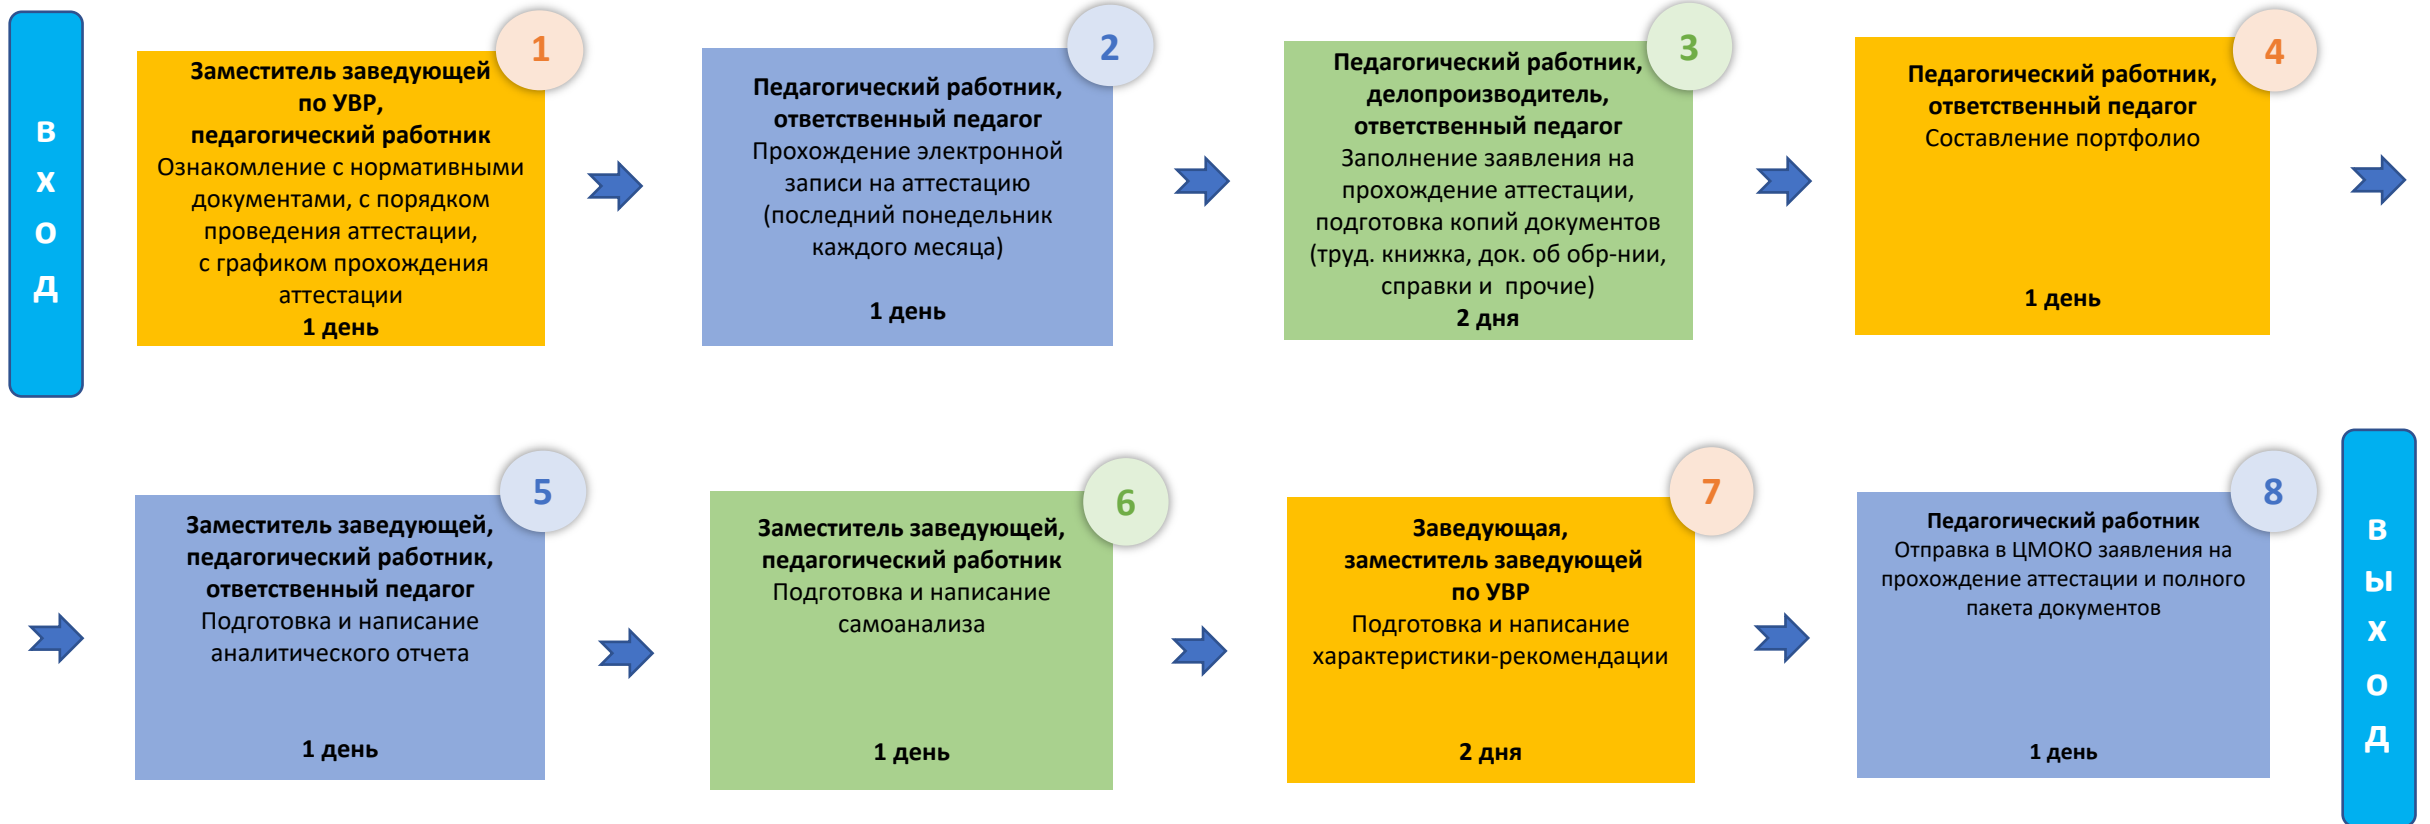 в
х
о
д
1
Заместитель заведующей
по УВР,
педагогический работник
Ознакомление с нормативными
документами, с порядком
проведения аттестации,
с графиком прохождения
аттестации
1 день
2
Педагогический работник,
ответственный педагог
Прохождение электронной
записи на аттестацию
(последний понедельник
каждого месяца)
1 день
3
Педагогический работник,
делопроизводитель,
ответственный педагог
Заполнение заявления на
прохождение аттестации,
подготовка копий документов
(труд. книжка, док. об обр-нии,
справки и  прочие)
2 дня
4
Педагогический работник,
ответственный педагог
Составление портфолио
1 день
5
Заместитель заведующей,
педагогический работник,
ответственный педагог
Подготовка и написание
аналитического отчета
1 день
6
Заместитель заведующей,
педагогический работник
Подготовка и написание
самоанализа
1 день
7
Заведующая,
заместитель заведующей
по УВР
Подготовка и написание
характеристики-рекомендации
2 дня
8
Педагогический работник
Отправка в ЦМОКО заявления на
прохождение аттестации и полного
пакета документов
1 день
в
ы
х
о
д